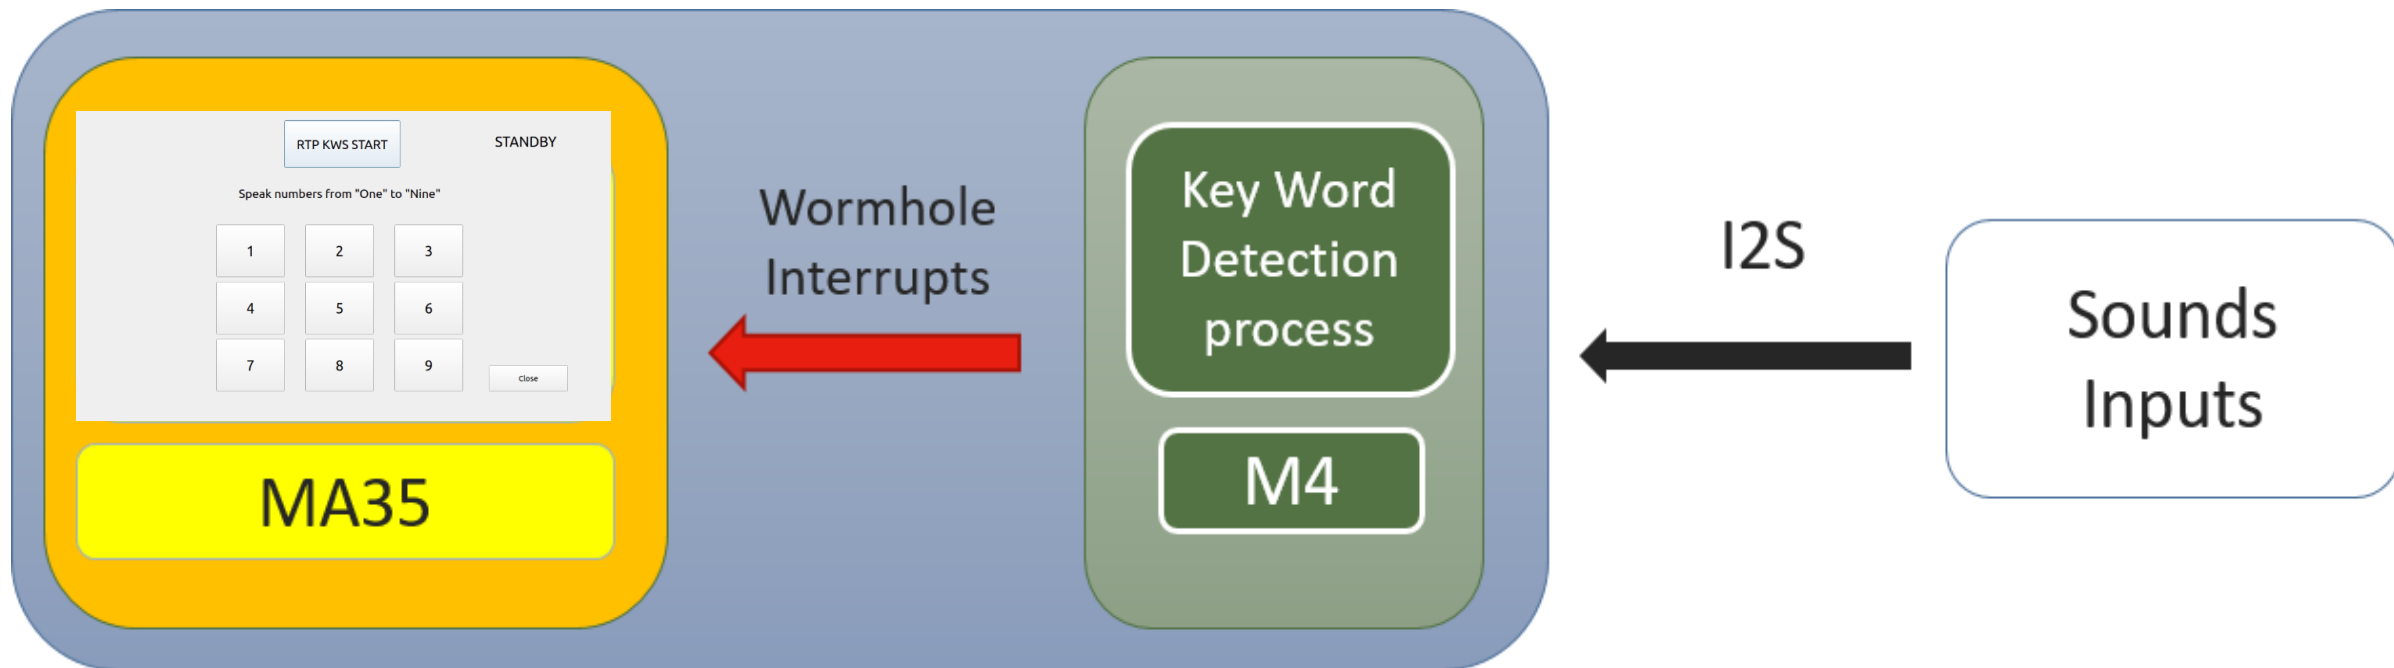 RTP KWS START
STANDBY
Speak numbers from "One" to "Nine"
1 2 3
4 5 6
7 8 9
Close
MA35
Wormhole
Interrupts
Key Word
Detection
process
M4
I2S
Sounds
Inputs